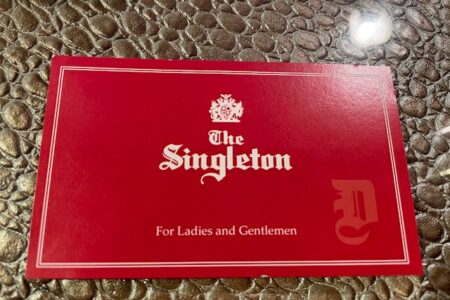 The
Singleton
For Ladies and Gentlemen
D